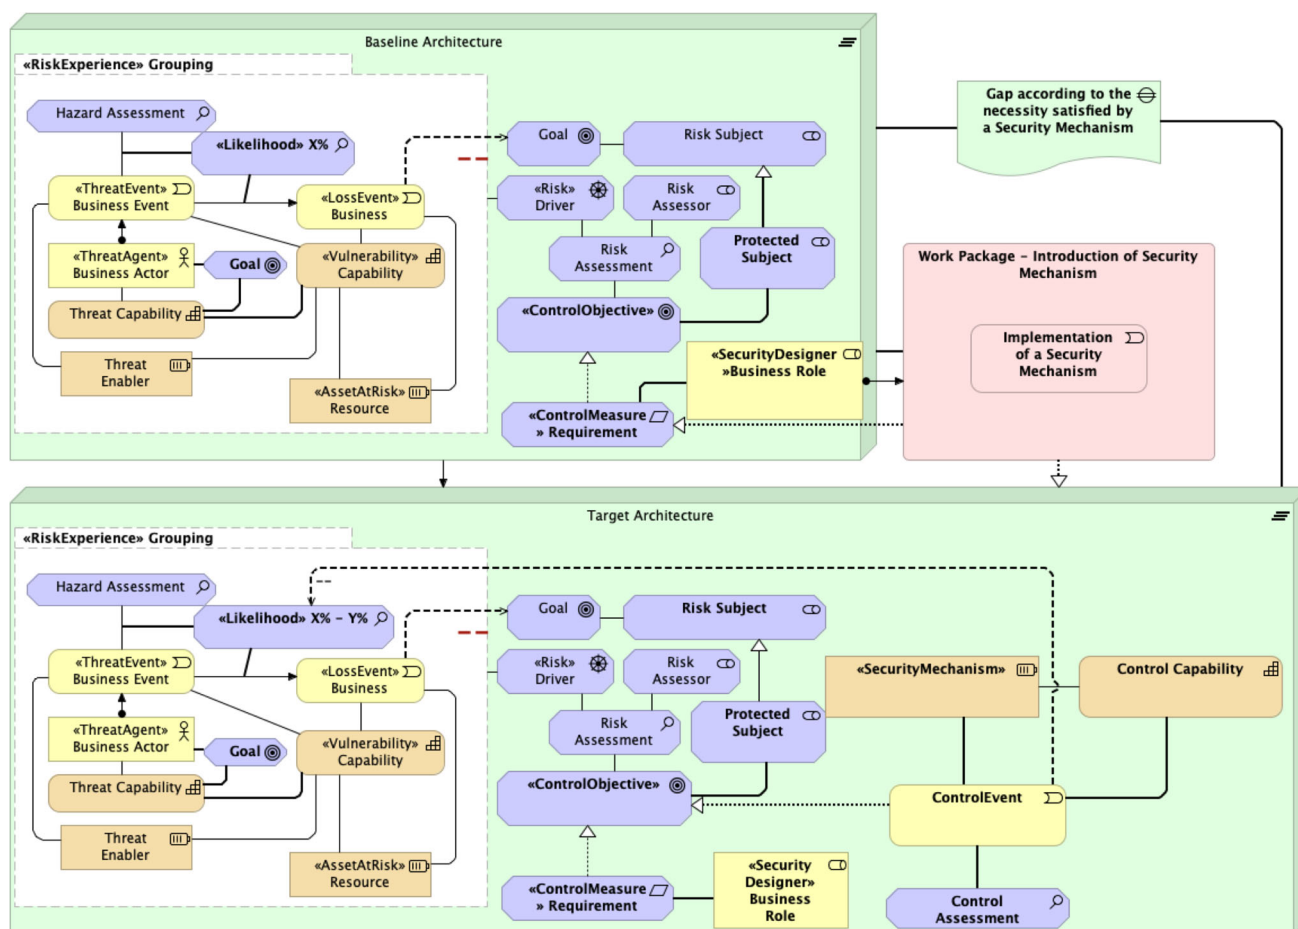 Baseline Architecture
«RiskExperience» Grouping
Hazard Assessment
«Likelihood» X%
«ThreatEvent»
Business Event
«LossEvent»
Business
«ThreatAgent»
Business Actor
Goal
«Vulnerability»
Capability
Threat Capability
Threat
Enabler
«AssetAtRisk»
Resource
Goal
Risk Subject
«Risk»
Driver
Risk
Assessor
Risk
Assessment
Protected
Subject
«ControlObjective»
«SecurityDesigner
»Business Role
«ControlMeasure
» Requirement
Gap according to the
necessity satisfied by
a Security Mechanism
Work Package – Introduction of Security
Mechanism
Implementation
of a Security
Mechanism
Target Architecture
«RiskExperience» Grouping
Hazard Assessment
«Likelihood» X% – Y%
--
«ThreatEvent»
Business Event
«LossEvent»
Business
«ThreatAgent»
Business Actor
Goal
«Vulnerability»
Capability
Threat Capability
Threat
Enabler
«AssetAtRisk»
Resource
Goal
Risk Subject
«Risk»
Driver
Risk
Assessor
Risk
Assessment
Protected
Subject
«ControlObjective»
«SecurityMechanism»
Control Capability
ControlEvent
«ControlMeasure
» Requirement
«Security
Designer»
Business
Role
Control
Assessment